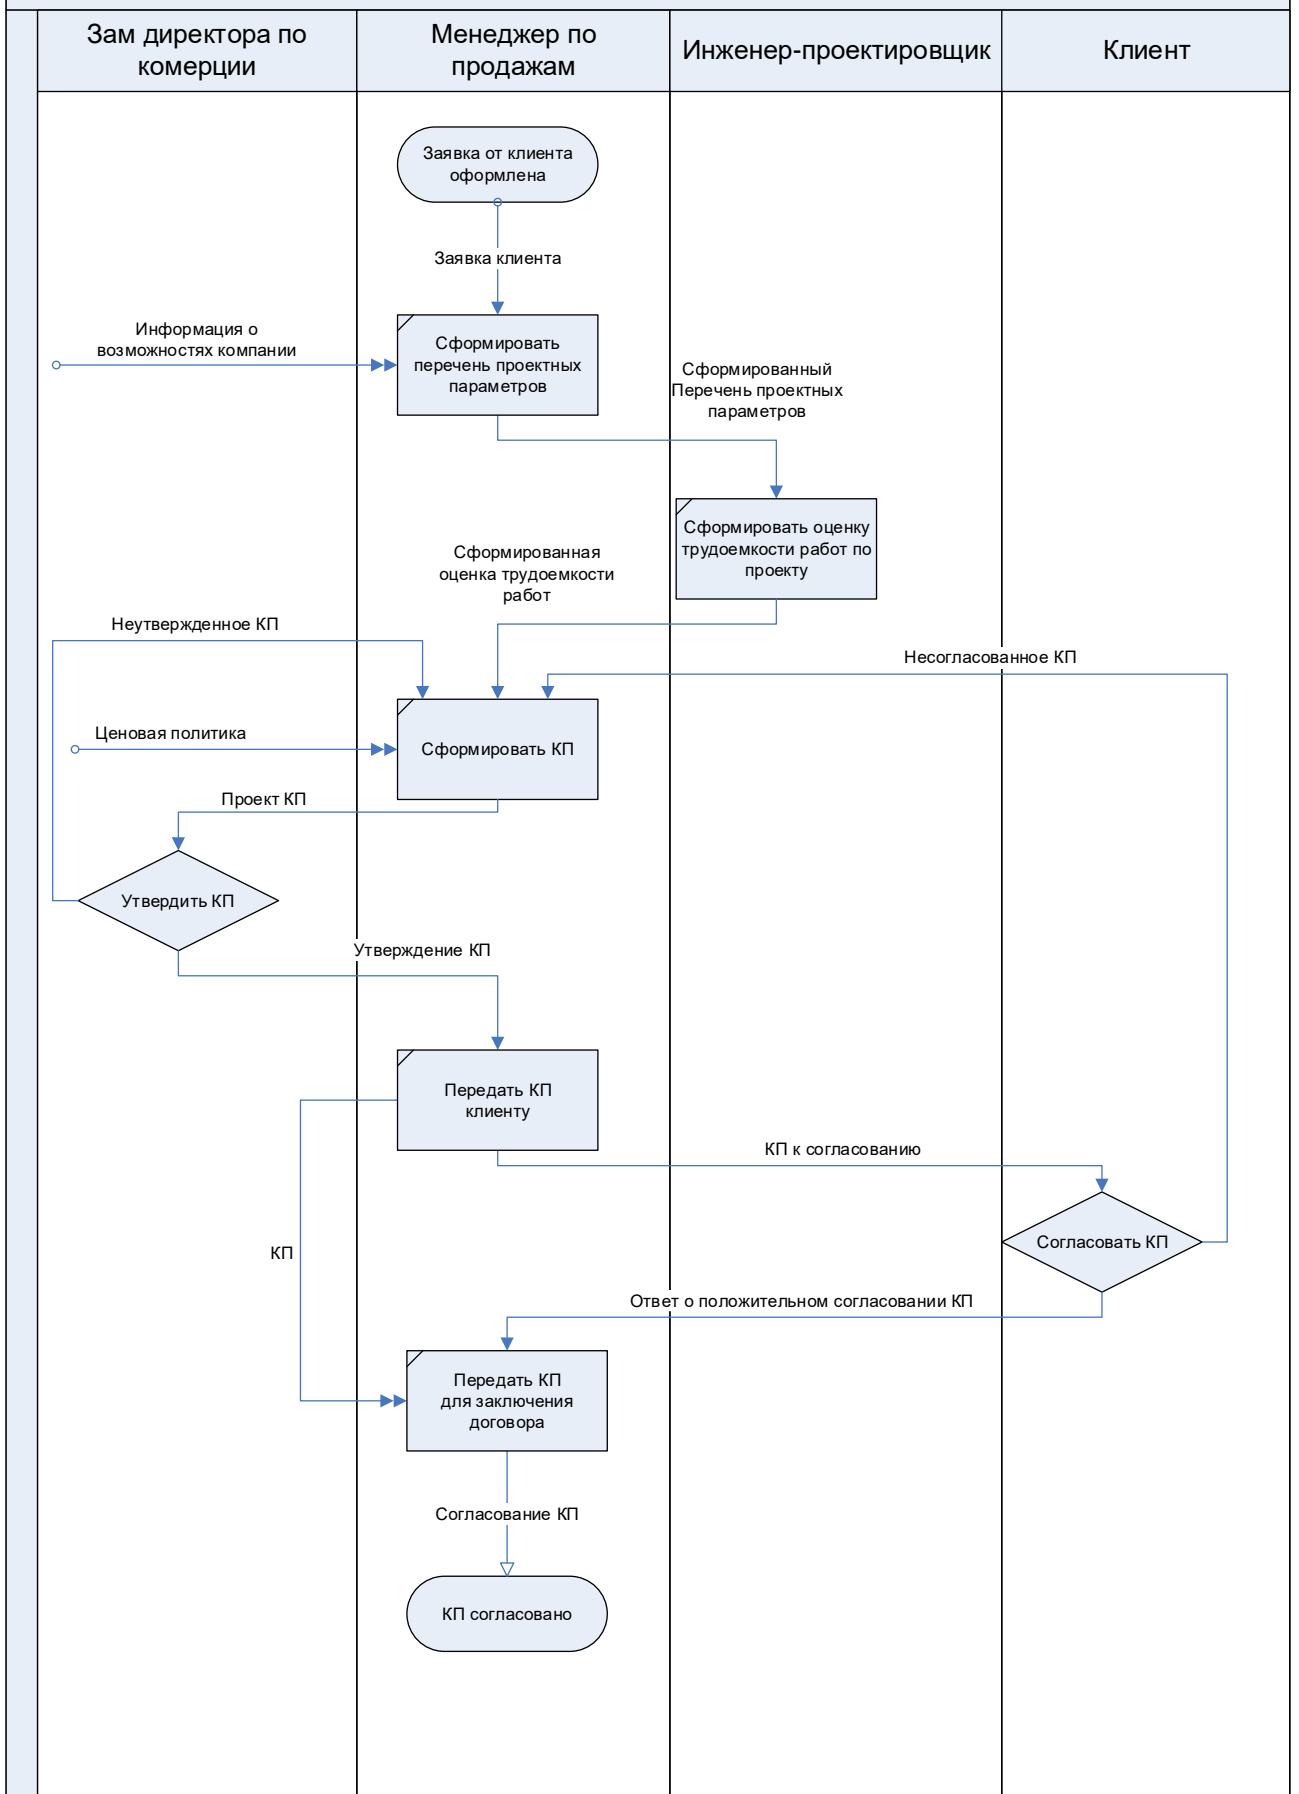 Зам директора по
комерции
Менеджер по
продажам
Инженер-проектировщик
Клиент
Заявка от клиента
оформлена
Заявка клиента
Информация о
возможностях компании
Сформировать
перечень проектных
параметров
Сформированный
Перечень проектных
параметров
Сформировать оценку
трудоемкости работ по
проекту
Сформированная
оценка трудоемкости
работ
Неутвержденное КП
Несогласованное КП
Ценовая политика
Сформировать КП
Проект КП
Утвердить КП
Утверждение КП
Передать КП
клиенту
КП к согласованию
Согласовать КП
КП
Ответ о положительном согласовании КП
Передать КП
для заключения
договора
Согласование КП
КП согласовано